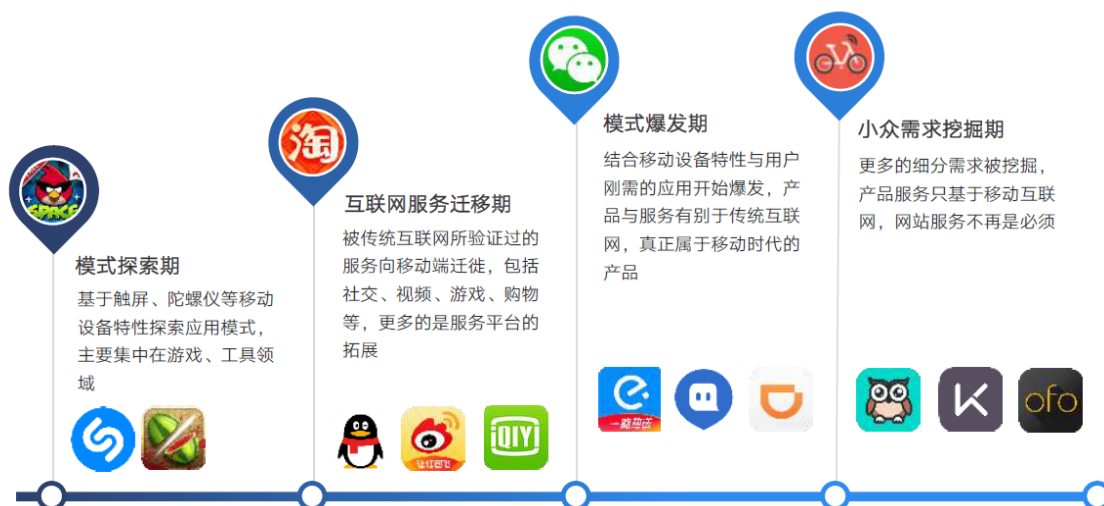 SPACE
模式探索期
基于触屏、陀螺仪等移动
设备特性探索应用模式，
主要集中在游戏、工具领
域
淘
互联网服务迁移期
被传统互联网所验证过的
服务向移动端迁徙，包括
社交、视频、游戏、购物
等，更多的是服务平台的
拓展
让红包飞
iQIY
模式爆发期
结合移动设备特性与用户
刚需的应用开始爆发，产
品与服务有别于传统互联
网，真正属于移动时代的
产品
小众需求挖掘期
更多的细分需求被挖掘，
产品服务只基于移动互联
网，网站服务不再是必须
ofo